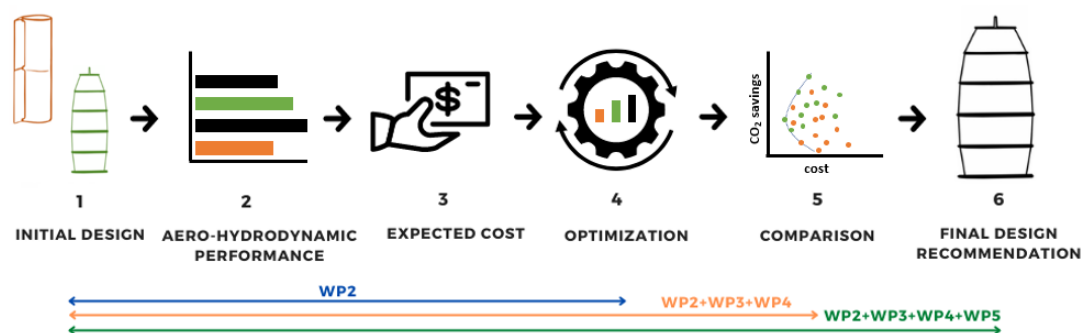 $
CO₂ savings
cost
1
2
3
4
5
6
INITIAL DESIGN
AERO-HYDRODYNAMIC
PERFORMANCE
EXPECTED COST
OPTIMIZATION
COMPARISON
FINAL DESIGN
RECOMMENDATION
WP2
WP2+WP3+WP4
WP2+WP3+WP4+WP5